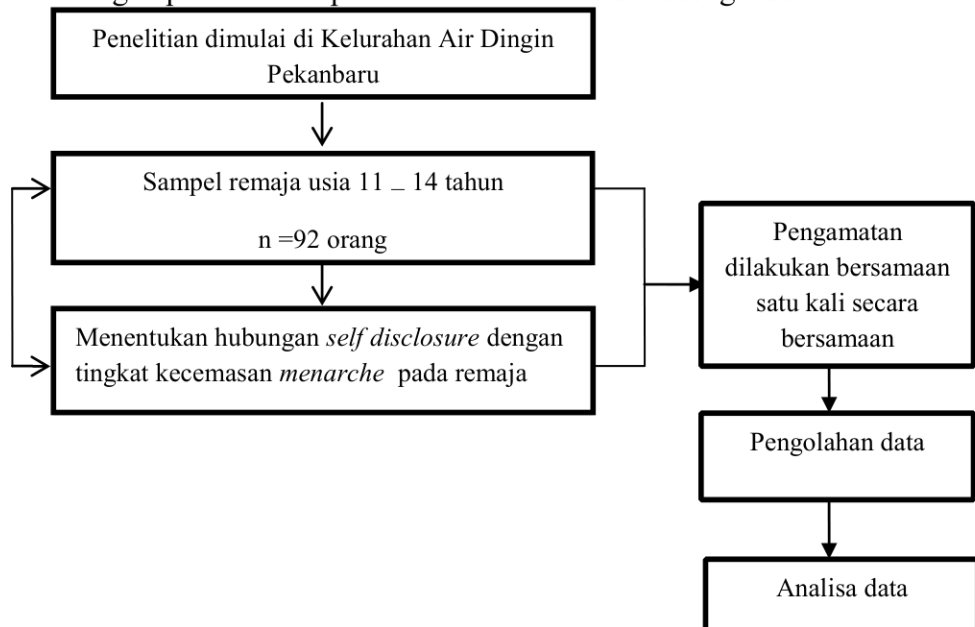 Penelitian dimulai di Kelurahan Air Dingin
Pekanbaru
Sampel remaja usia 11 – 14 tahun
n =92 orang
Menentukan hubungan self disclosure dengan
tingkat kecemasan menarche pada remaja
Pengamatan
dilakukan bersamaan
satu kali secara
bersamaan
Pengolahan data
Analisa data